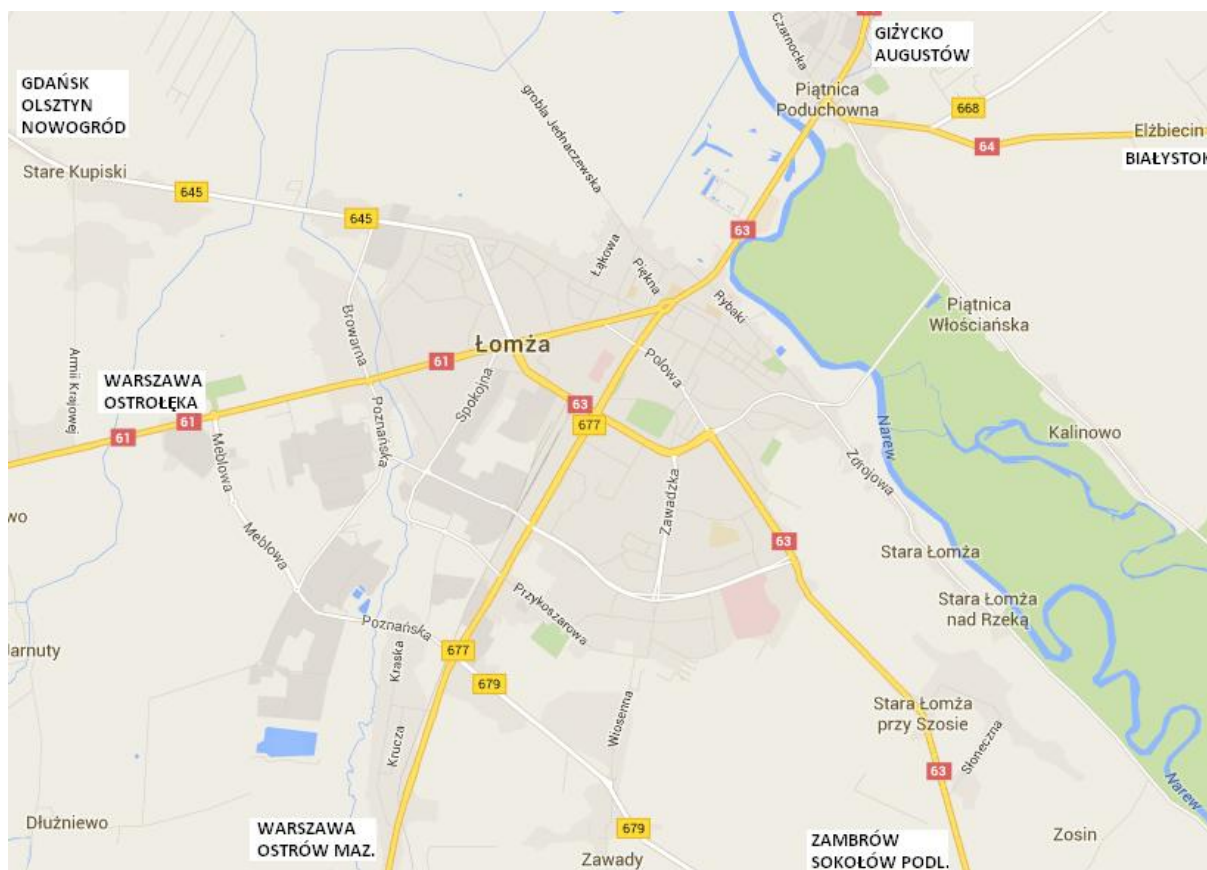 GIŻYCKO
AUGUSTÓW
Czarnocka
GDAŃSK
OLSZTYN
NOWOGRÓD
Piątnica
Poduchowna
grobla Jednaczewska
668
Elżbiecin
64
BIAŁYSTOK
Stare Kupiski
645
645
63
Łąkowa
Piękna
Rybaki
Piątnica
Włościańska
Browarna
Łomża
Polowa
61
Armii Krajowej
WARSZAWA
OSTROŁĘKA
Spokojna
63
61
677
61
Poznańska
Meblowa
Narew
Kalinowo
Zdrojowa
Zawadzka
Meblowa
63
Stara Łomża
Przykoszarowa
Stara Łomża
nad Rzeką
Poznańska
677
Kraska
679
Wiosenna
Stara Łomża
przy Szosie
Słoneczna
Krucza
63
Narew
Dłużniewo
WARSZAWA
OSTRÓW MAZ.
679
Zawady
ZAMBRÓW
SOKOŁÓW PODL.
Zosin